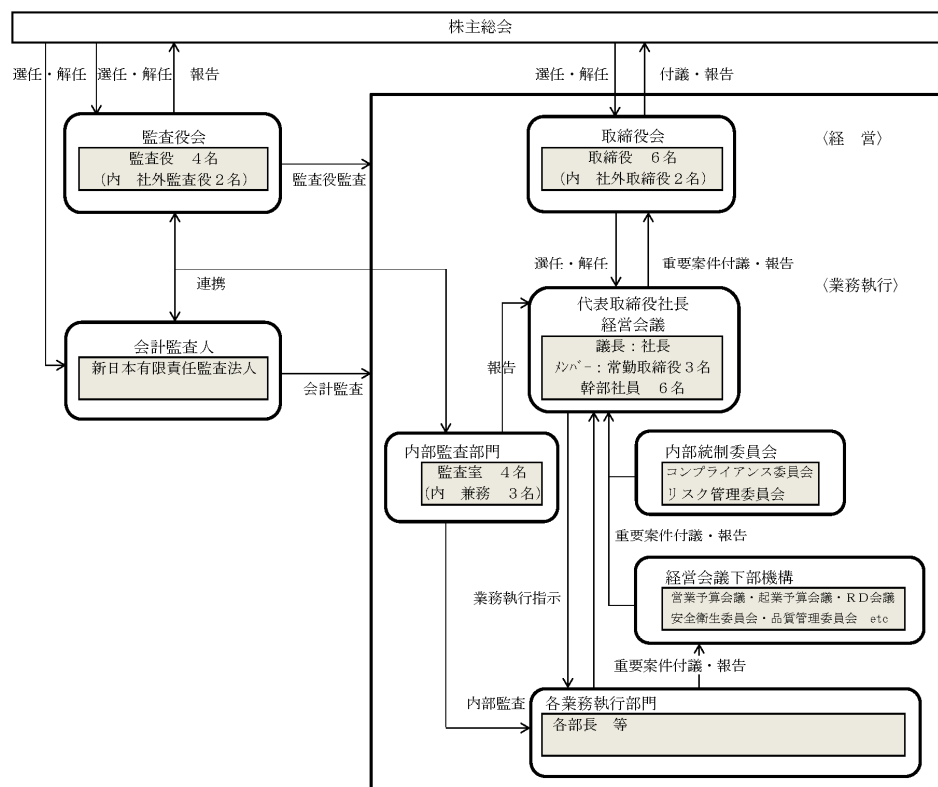 株主総会
選任・解任 選任・解任 報告
選任・解任 付議・報告
監査役会
監査役 4名
(内 社外監査役2名)
監査役監査
取締役会
取締役 6名
(内 社外取締役2名)
〈経 営〉
連携
選任・解任 重要案件付議・報告
〈業務執行〉
会計監査人
新日本有限責任監査法人
会計監査
報告
代表取締役社長
経営会議
議長:社長
メンバー:常勤取締役3名
幹部社員 6名
内部監査部門
監査室 4名
(内 兼務 3名)
内部統制委員会
コンプライアンス委員会
リスク管理委員会
重要案件付議・報告
経営会議下部機構
営業予算会議・起業予算会議・RD会議
安全衛生委員会・品質管理委員会 etc
業務執行指示
重要案件付議・報告
内部監査
各業務執行部門
各部長 等